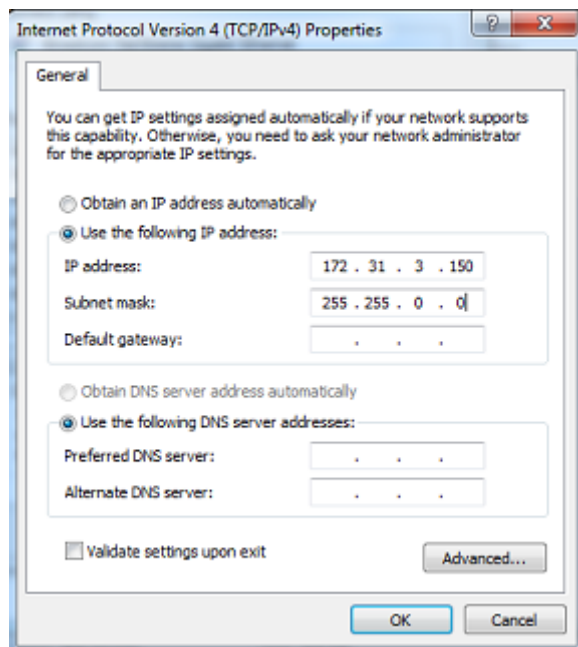 Internet Protocol Version 4 (TCP/IPv4) Properties
General
You can get IP settings assigned automatically if your network supports
this capability. Otherwise, you need to ask your network administrator
for the appropriate IP settings.
Obtain an IP address automatically
Use the following IP address:
IP address: 172 . 31 . 3 . 150
Subnet mask: 255 . 255 . 0 . 0
Default gateway: . . .
Obtain DNS server address automatically
Use the following DNS server addresses:
Preferred DNS server: . . .
Alternate DNS server: . . .
Validate settings upon exit
Advanced...
OK Cancel